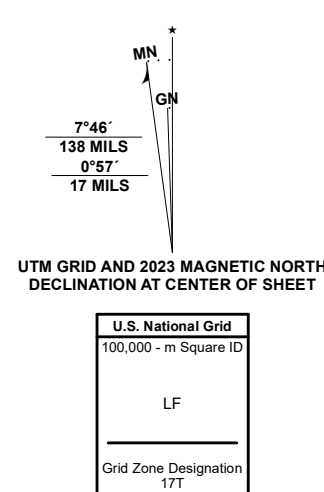 ★
MN
GN
7°46´
138 MILS
0°57´
17 MILS
UTM GRID AND 2023 MAGNETIC NORTH
DECLINATION AT CENTER OF SHEET
U.S. National Grid
100,000 - m Square ID
LF
Grid Zone Designation
17T